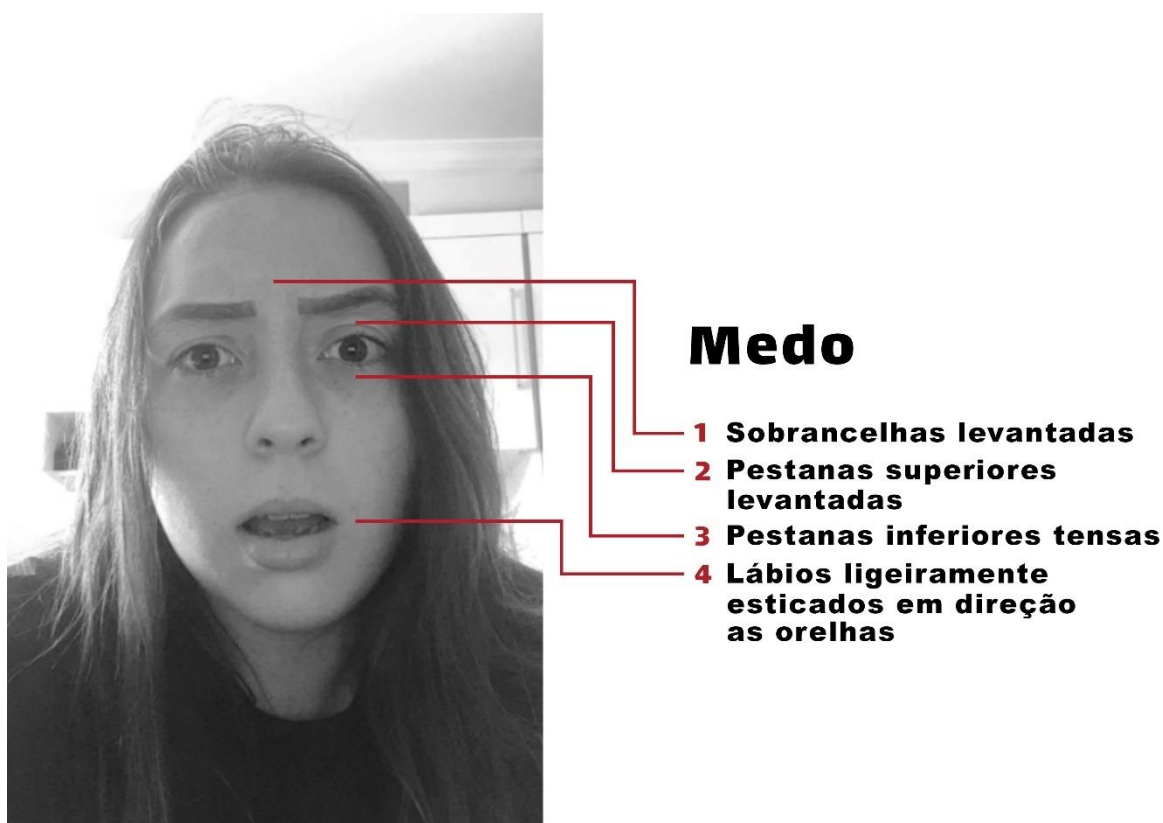 Medo
1 Sobrancelhas levantadas
2 Pestanas superiores
levantadas
3 Pestanas inferiores tensas
4 Lábios ligeiramente
esticados em direção
as orelhas